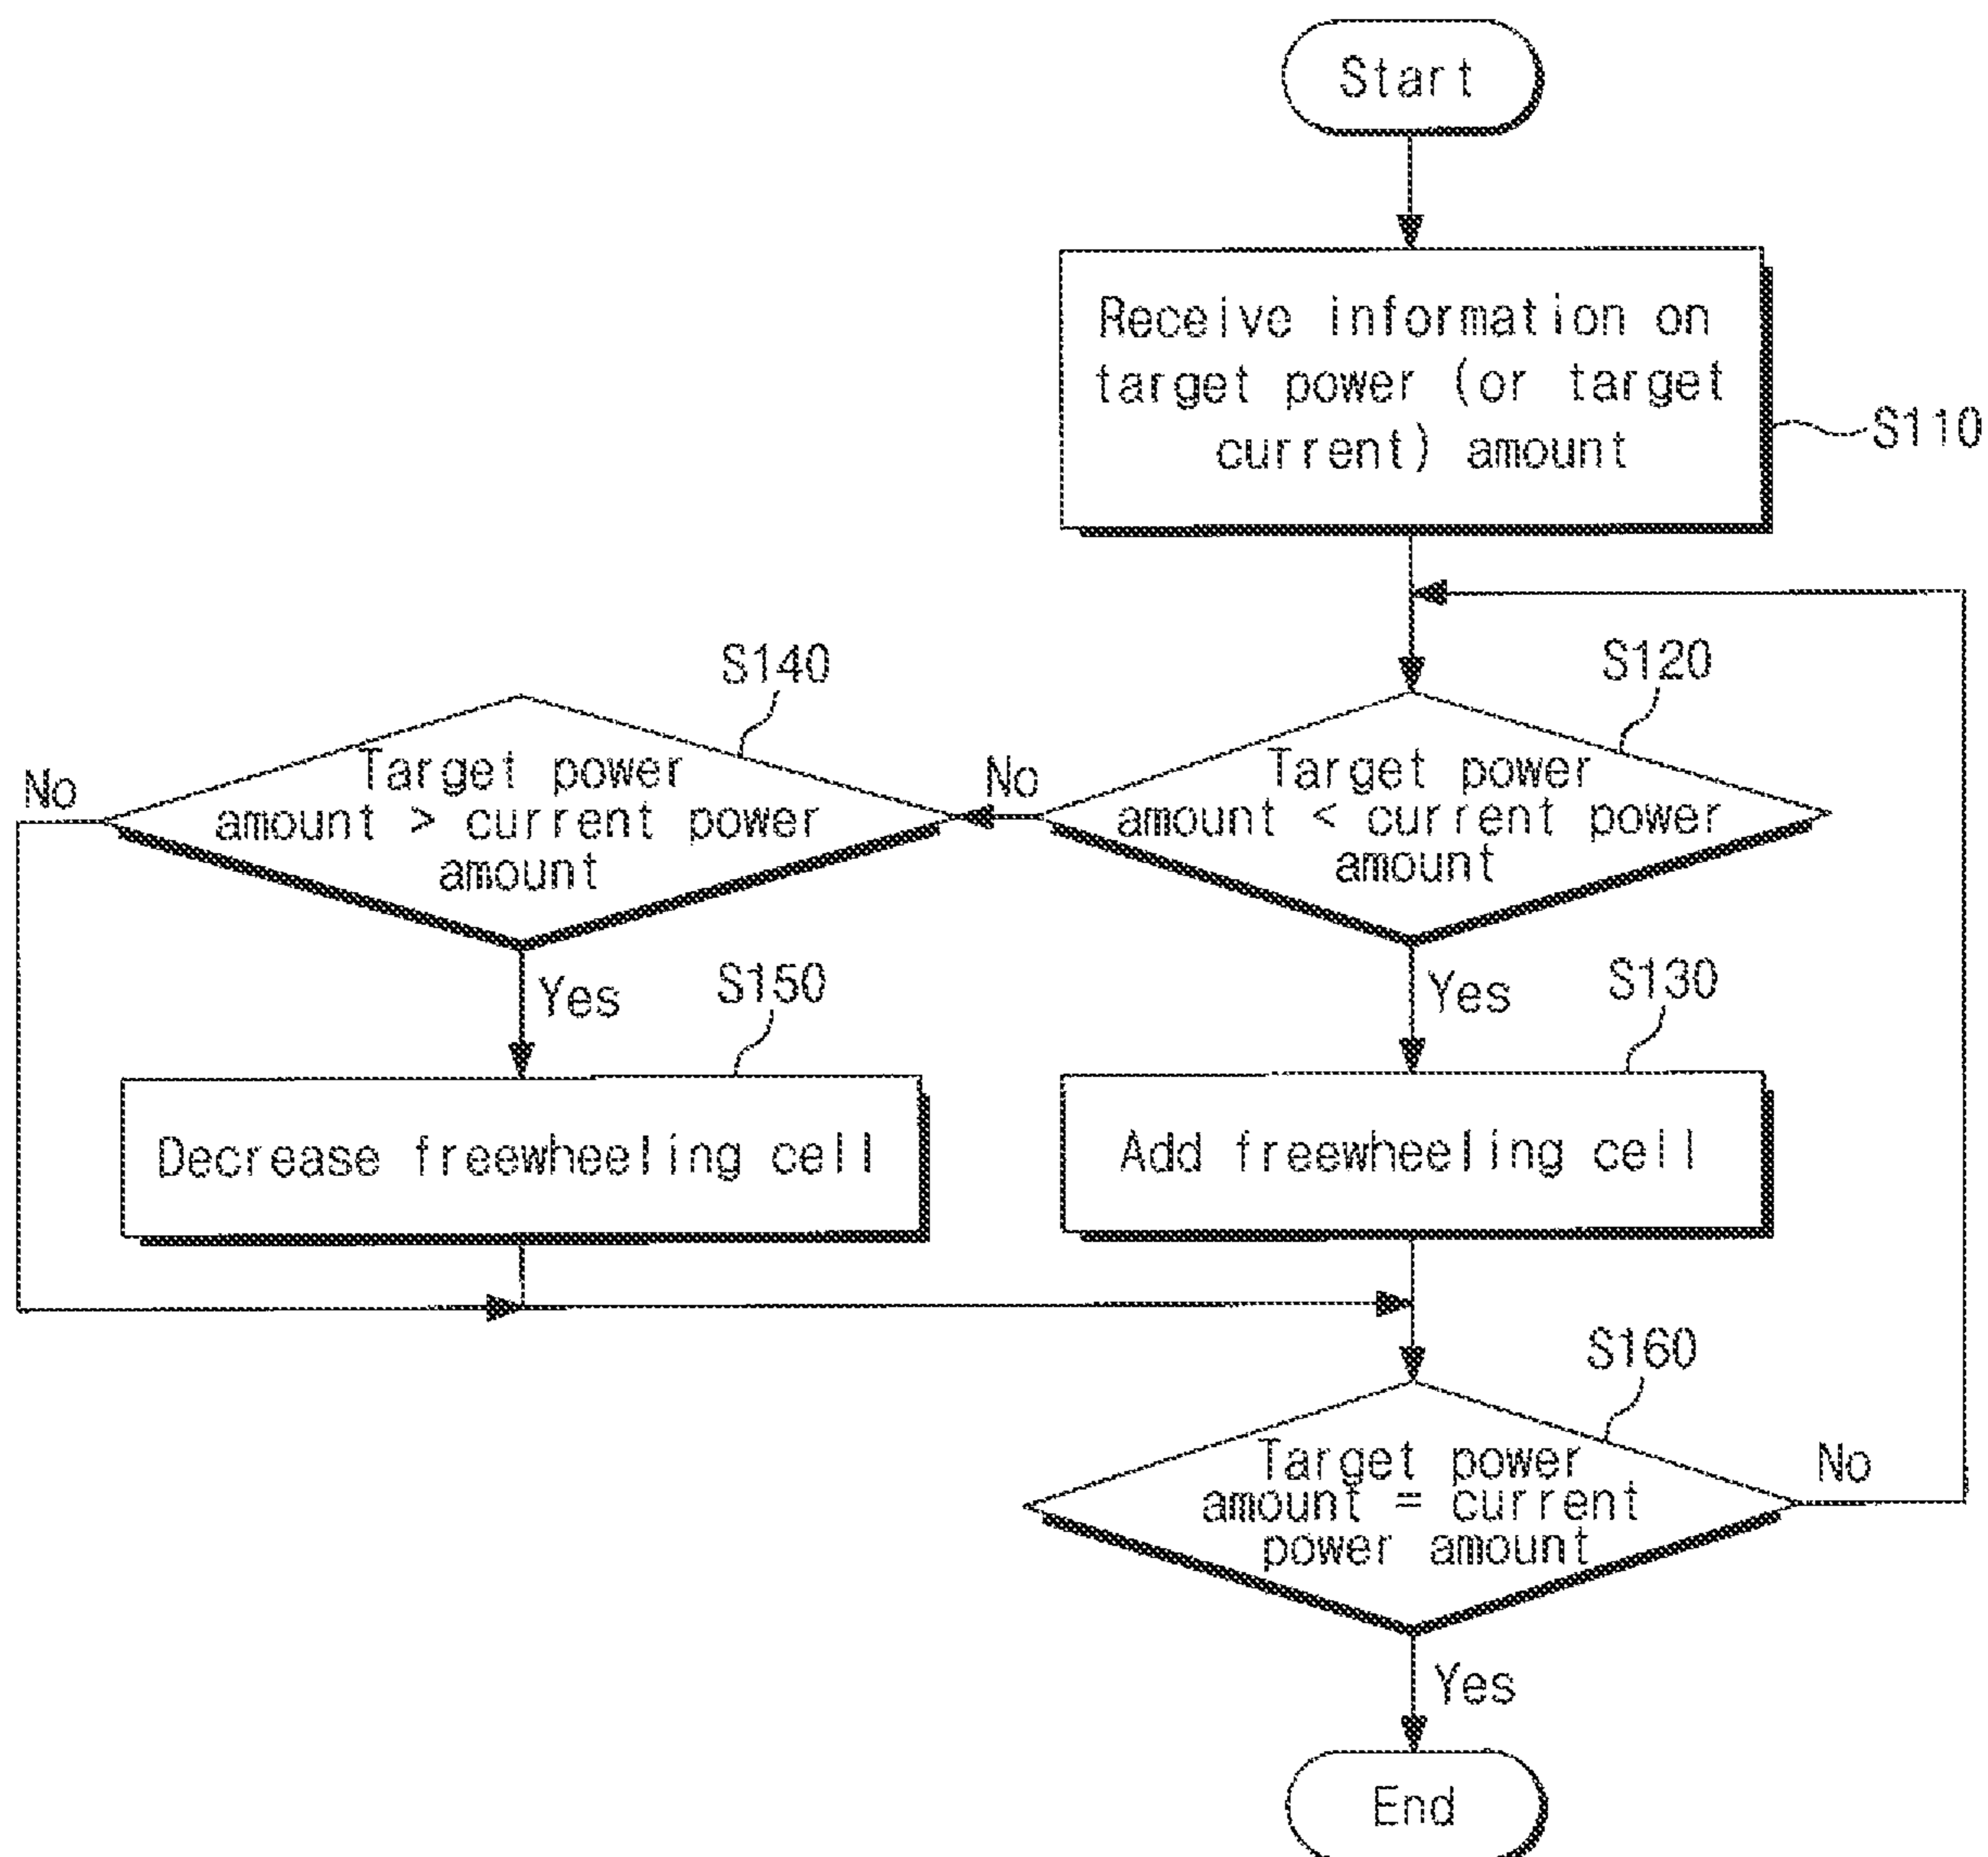 Start
Receive information on
target power (or target
current) amount
S110
S120
Target power
amount < current power
amount
No
Yes
S140
Target power
amount > current power
amount
No
Yes
S150
Decrease freewheeling cell
S130
Add freewheeling cell
S160
Target power
amount = current
power amount
No
Yes
End